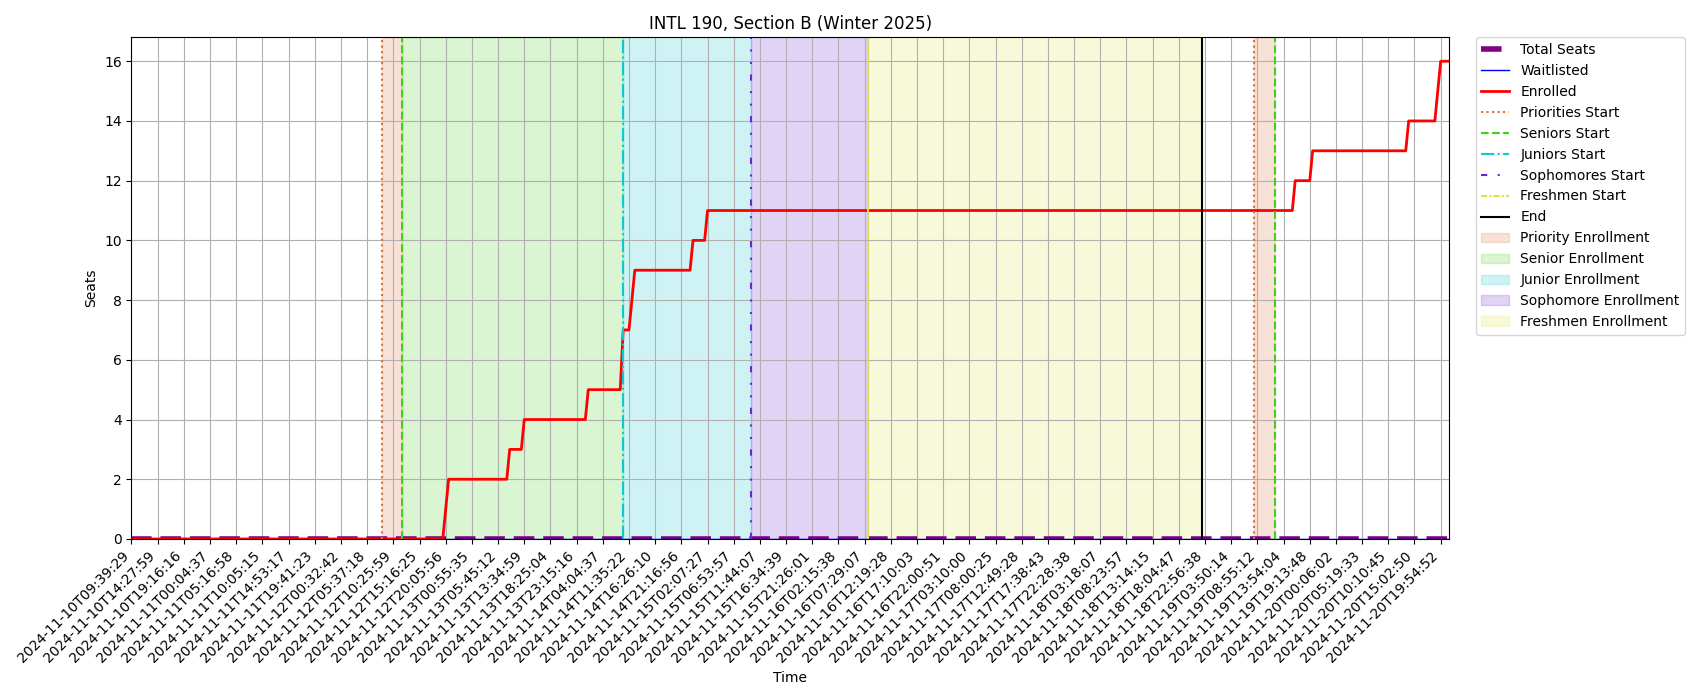 INTL 190, Section B (Winter 2025)
Seats
16
14
12
10
8
6
4
2
0
2024-11-10T09:39:29
2024-11-10T14:27:59
2024-11-10T19:16:16
2024-11-11T00:04:37
2024-11-11T05:16:58
2024-11-11T10:05:15
2024-11-11T14:53:17
2024-11-11T19:41:23
2024-11-12T00:32:42
2024-11-12T05:37:18
2024-11-12T10:25:59
2024-11-12T15:16:25
2024-11-12T20:05:56
2024-11-13T00:55:35
2024-11-13T05:45:12
2024-11-13T13:34:59
2024-11-13T18:25:04
2024-11-13T23:15:16
2024-11-14T04:04:37
2024-11-14T11:35:22
2024-11-14T16:26:10
2024-11-14T21:16:56
2024-11-15T02:07:27
2024-11-15T06:53:57
2024-11-15T11:44:07
2024-11-15T16:34:39
2024-11-15T21:26:01
2024-11-16T02:15:38
2024-11-16T07:29:07
2024-11-16T12:19:28
2024-11-16T17:10:03
2024-11-16T22:00:51
2024-11-17T03:10:00
2024-11-17T08:00:25
2024-11-17T12:49:28
2024-11-17T17:38:43
2024-11-17T22:28:38
2024-11-18T03:18:07
2024-11-18T08:23:57
2024-11-18T13:14:15
2024-11-18T18:04:47
2024-11-18T22:56:38
2024-11-19T03:50:14
2024-11-19T08:55:12
2024-11-19T13:54:04
2024-11-19T19:13:48
2024-11-20T00:06:02
2024-11-20T05:19:33
2024-11-20T10:10:45
2024-11-20T15:02:50
2024-11-20T19:54:52
Time
Total Seats
Waitlisted
Enrolled
Priorities Start
Seniors Start
Juniors Start
Sophomores Start
Freshmen Start
End
Priority Enrollment
Senior Enrollment
Junior Enrollment
Sophomore Enrollment
Freshmen Enrollment